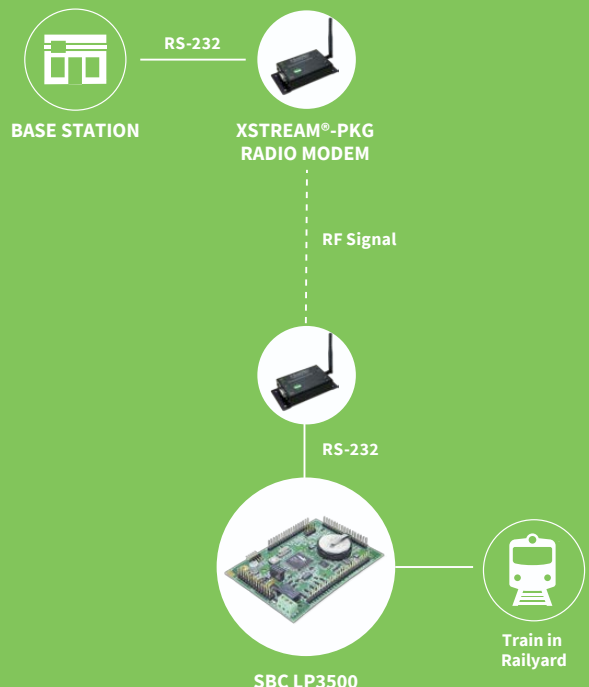 RS-232
BASE STATION
XSTREAM®-PKG
RADIO MODEM
RF Signal
RS-232
Train in
Railyard
SBC LP3500